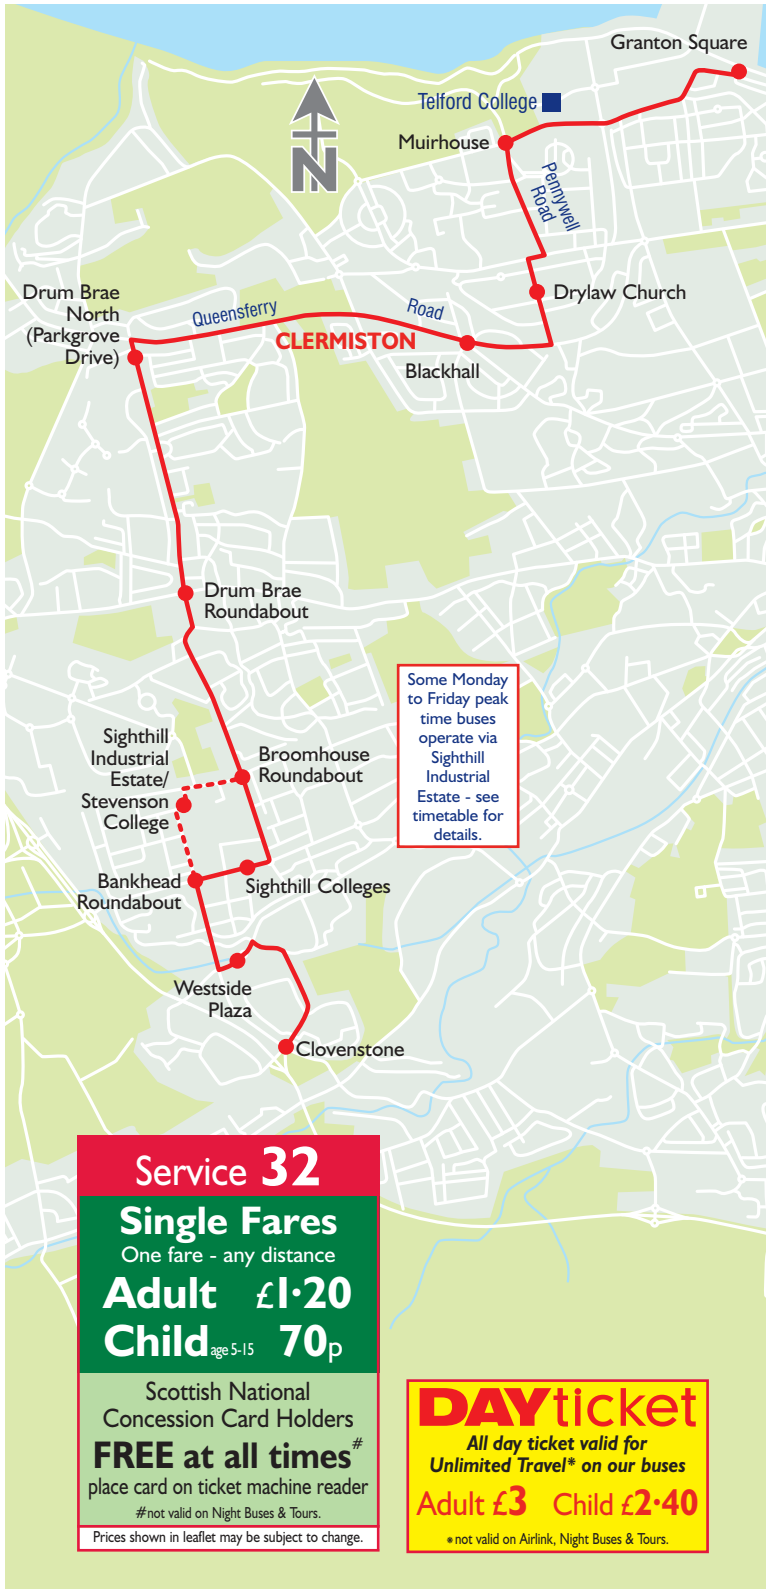 Granton Square
Telford College
Muirhouse
N
Pennywell
Road
Drum Brae
North
(Parkgrove
Drive)
Queensferry
Road
Drylaw Church
CLERMISTON
Blackhall
Drum Brae
Roundabout
Some Monday
to Friday peak
time buses
operate via
Sighthill
Industrial
Estate - see
timetable for
details.
Sighthill
Industrial
Estate/
Stevenson
College
Broomhouse
Roundabout
Bankhead
Roundabout
Sighthill Colleges
Westside
Plaza
Clovenstone
Service 32
Single Fares
One fare - any distance
Adult £1·20
Child age 5-15 70p
Scottish National
Concession Card Holders
FREE at all times#
place card on ticket machine reader
#not valid on Night Buses & Tours.
Prices shown in leaflet may be subject to change.
DAYticket
All day ticket valid for
Unlimited Travel* on our buses
Adult £3 Child £2·40
*not valid on Airlink, Night Buses & Tours.